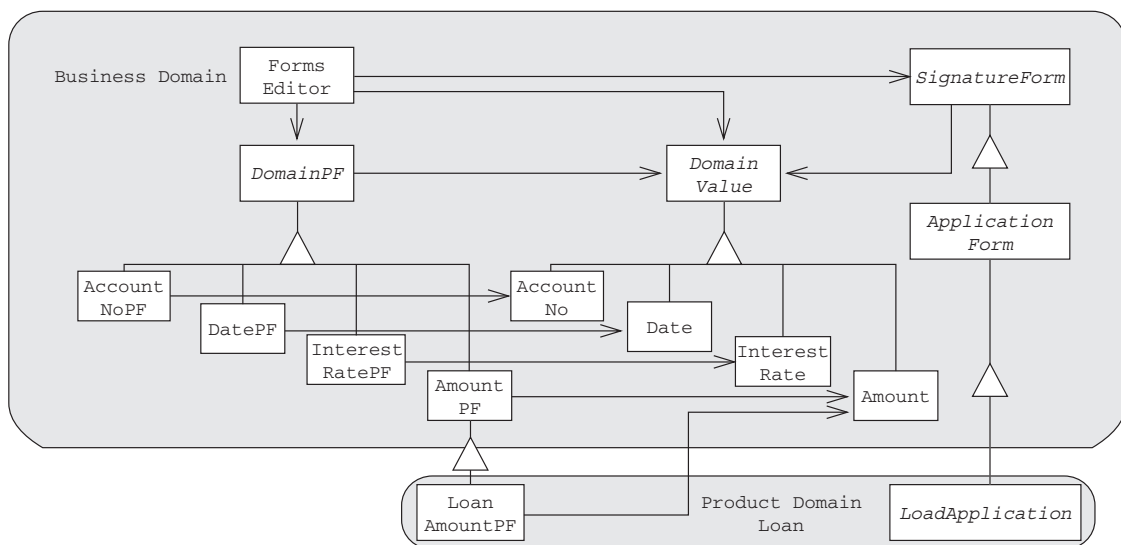 Business Domain
Forms
Editor
SignatureForm
DomainPF
Domain
Value
Application
Form
Account
NoPF
Account
No
DatePF
Date
Interest
RatePF
Interest
Rate
Amount
PF
Amount
Loan
AmountPF
Product Domain
Loan
LoadApplication